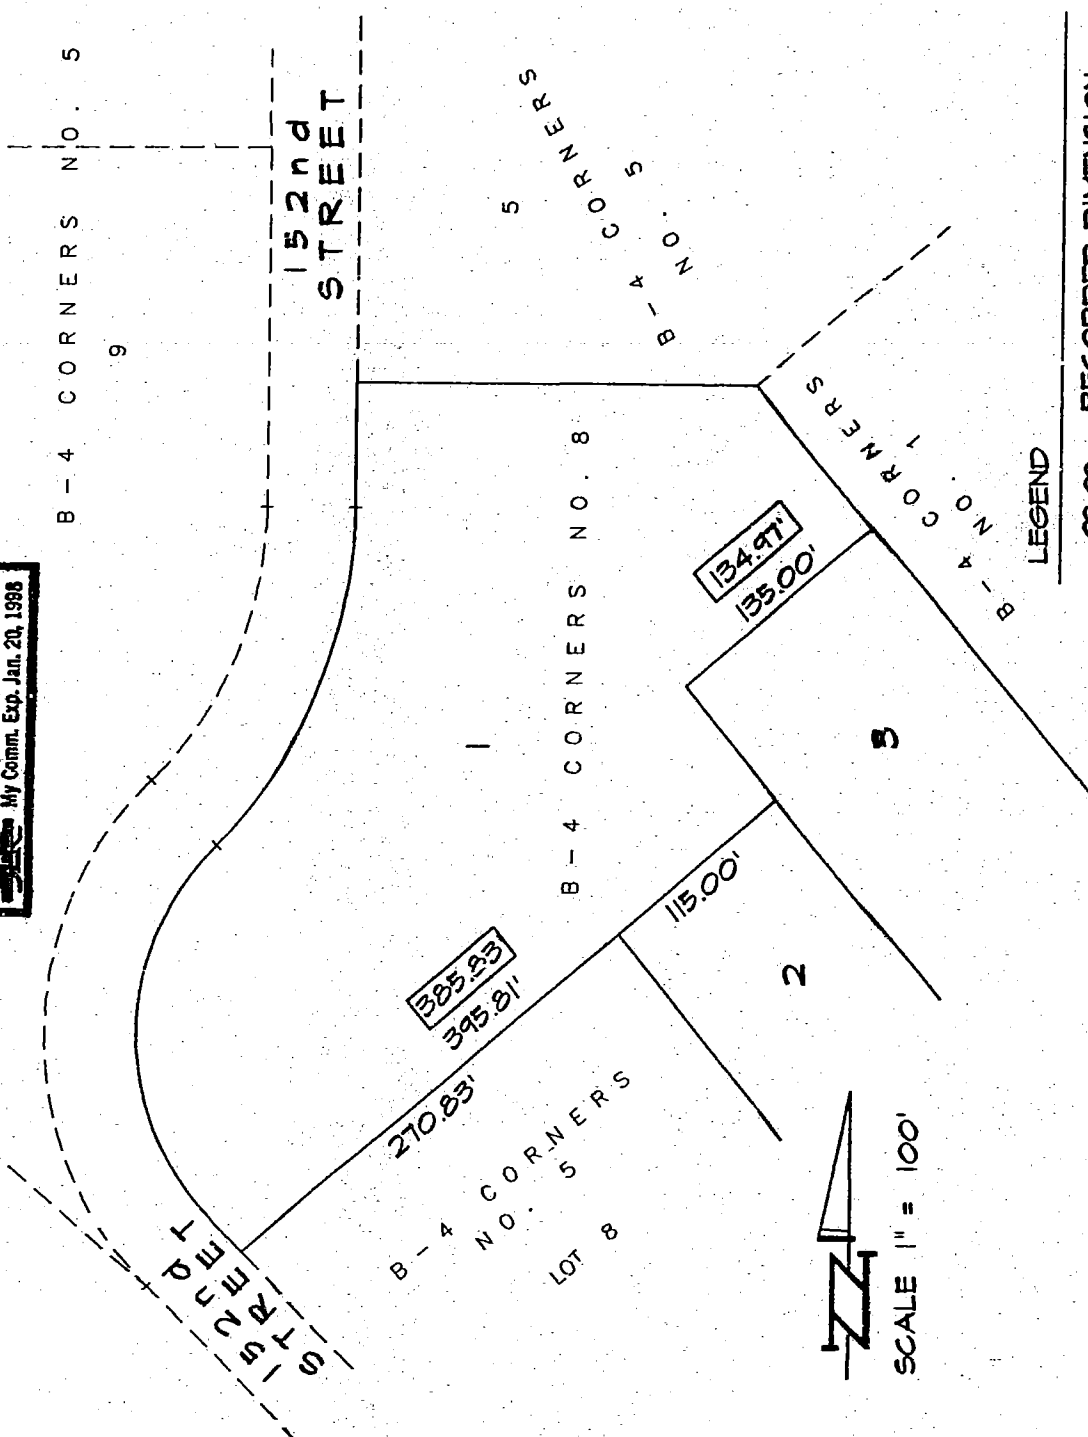 My Comm. Exp. Jan. 20, 1998
B-4 CORNERS NO. 5
9
152nd
STREET
5
B-4 CORNERS
NO. 5
B-4 CORNERS NO. 8
1
134.97'
135.00'
B-4 CORNERS
NO. 1
3
385.83'
395.81'
115.00'
270.83'
2
B-4 CORNERS
NO. 5
LOT 8
152nd
STREET
N
SCALE 1" = 100'
LEGEND
RECORDED DIMENSION